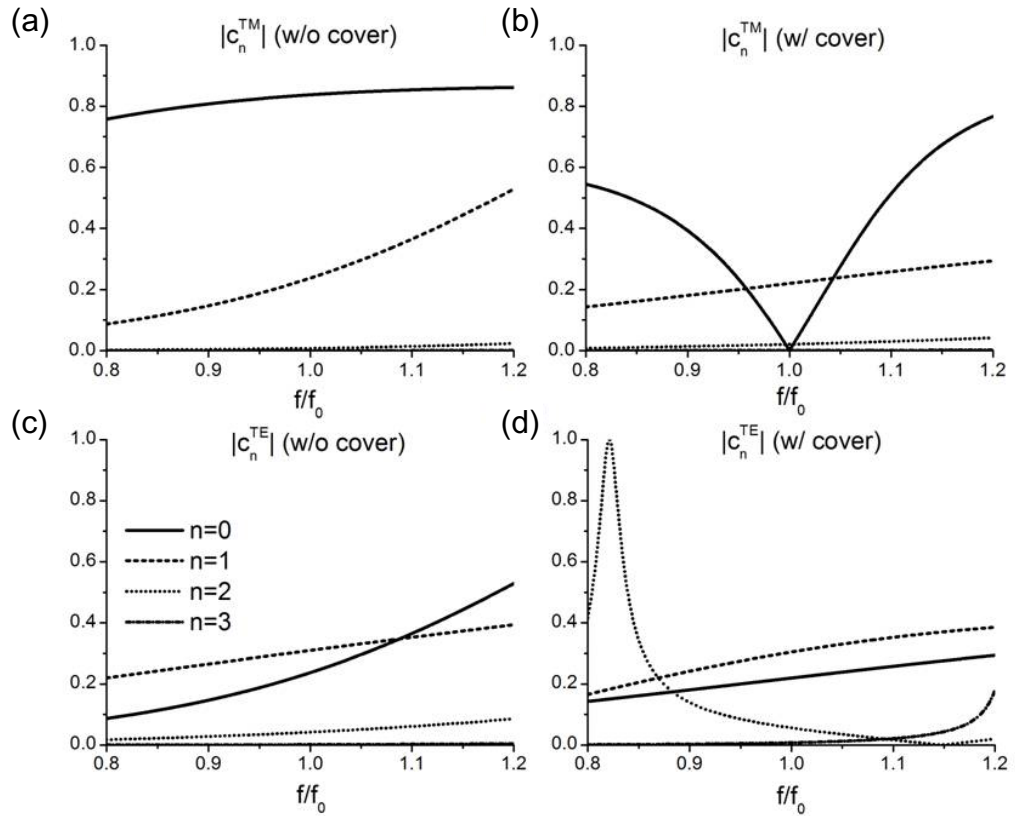 (a)
|c_n^TM| (w/o cover)
1.0
0.8
0.6
0.4
0.2
0.0
0.8 0.9 1.0 1.1 1.2
f/f₀
(b)
|c_n^TM| (w/ cover)
1.0
0.8
0.6
0.4
0.2
0.0
0.8 0.9 1.0 1.1 1.2
f/f₀
(c)
|c_n^TE| (w/o cover)
1.0
0.8
0.6
0.4
0.2
0.0
n=0
n=1
n=2
n=3
0.8 0.9 1.0 1.1 1.2
f/f₀
(d)
|c_n^TE| (w/ cover)
1.0
0.8
0.6
0.4
0.2
0.0
0.8 0.9 1.0 1.1 1.2
f/f₀